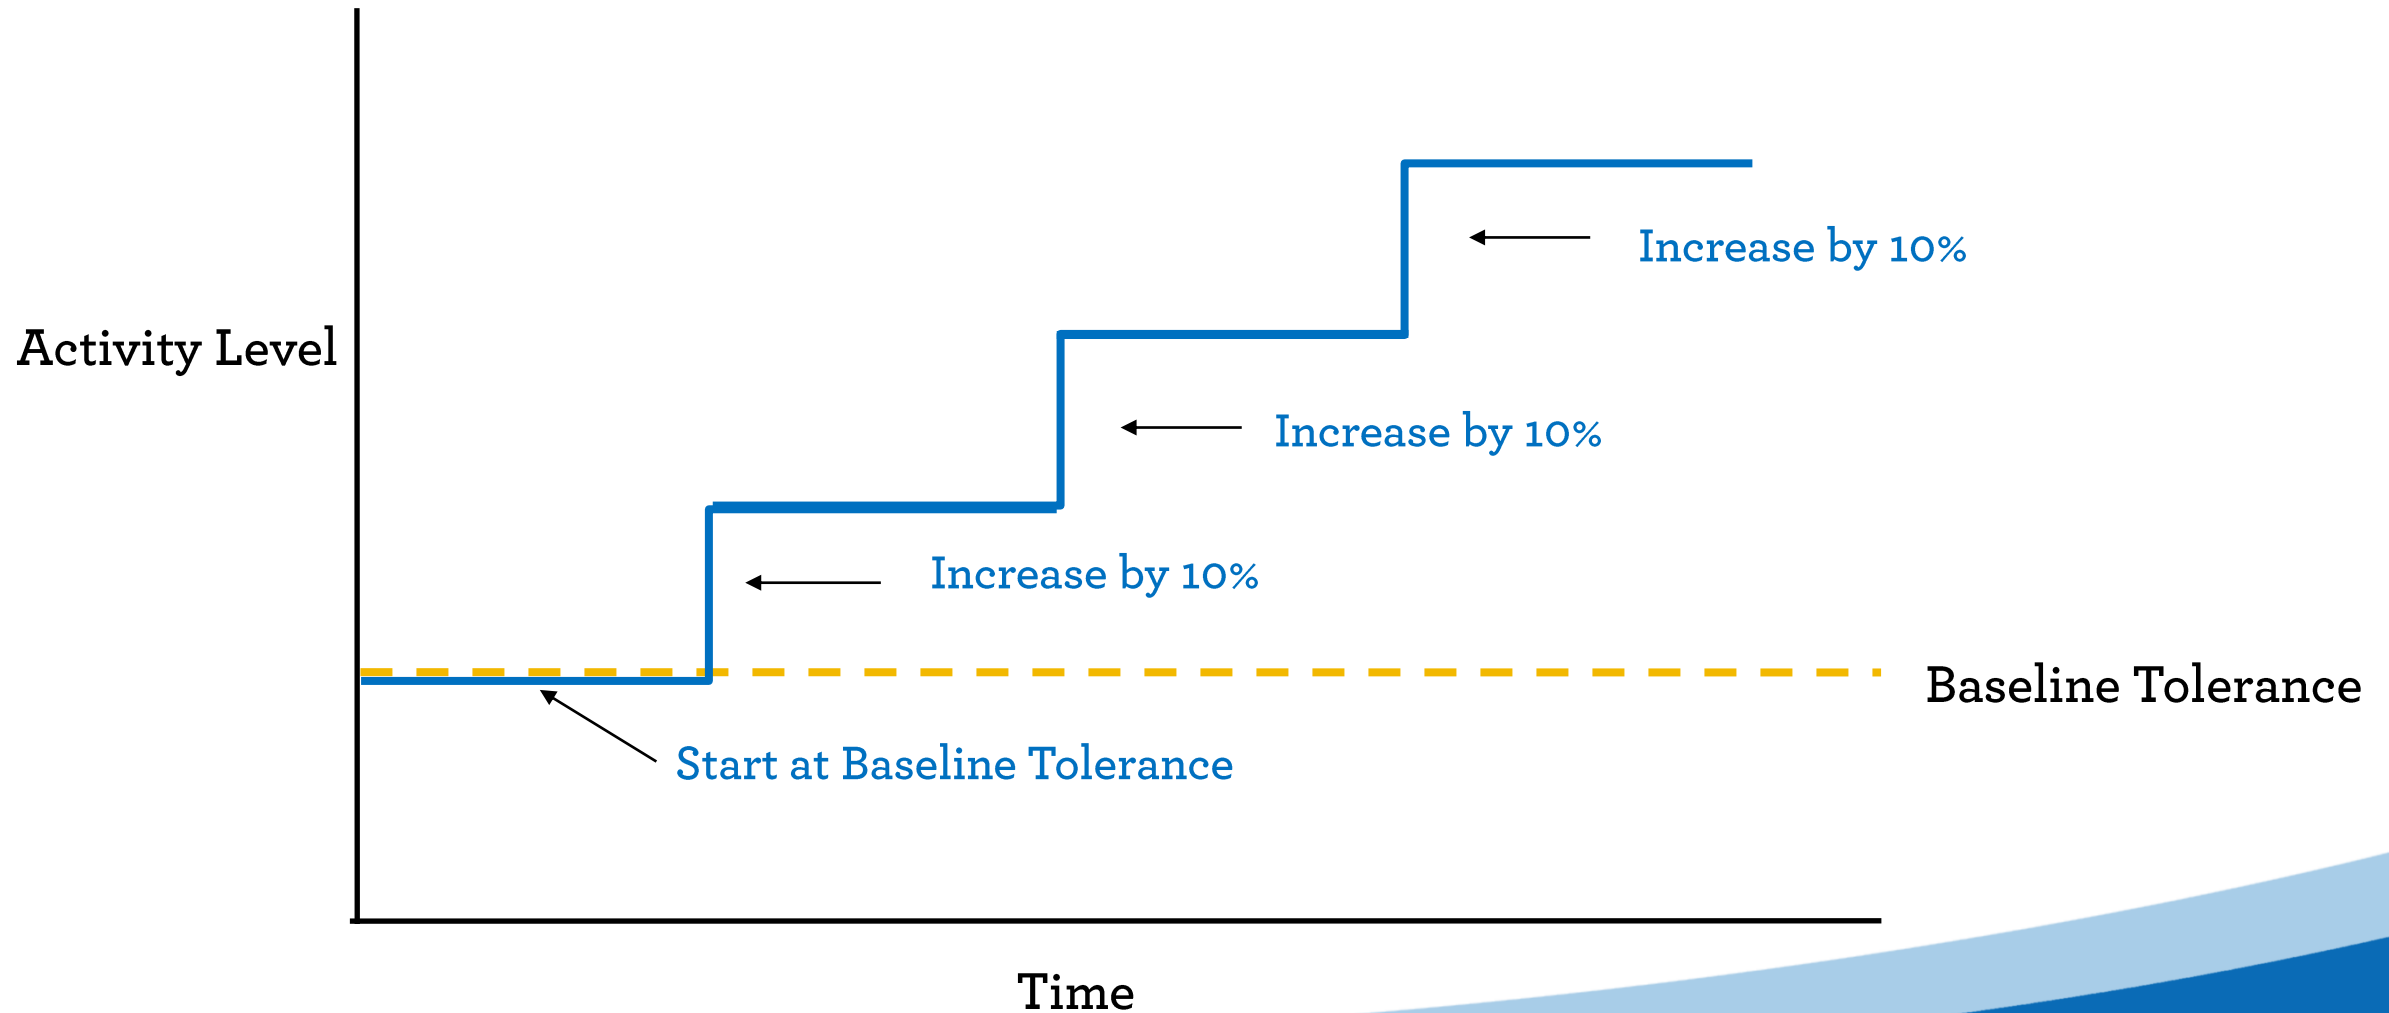 Increase by 10%
Activity Level
Increase by 10%
Increase by 10%
Baseline Tolerance
Start at Baseline Tolerance
Time